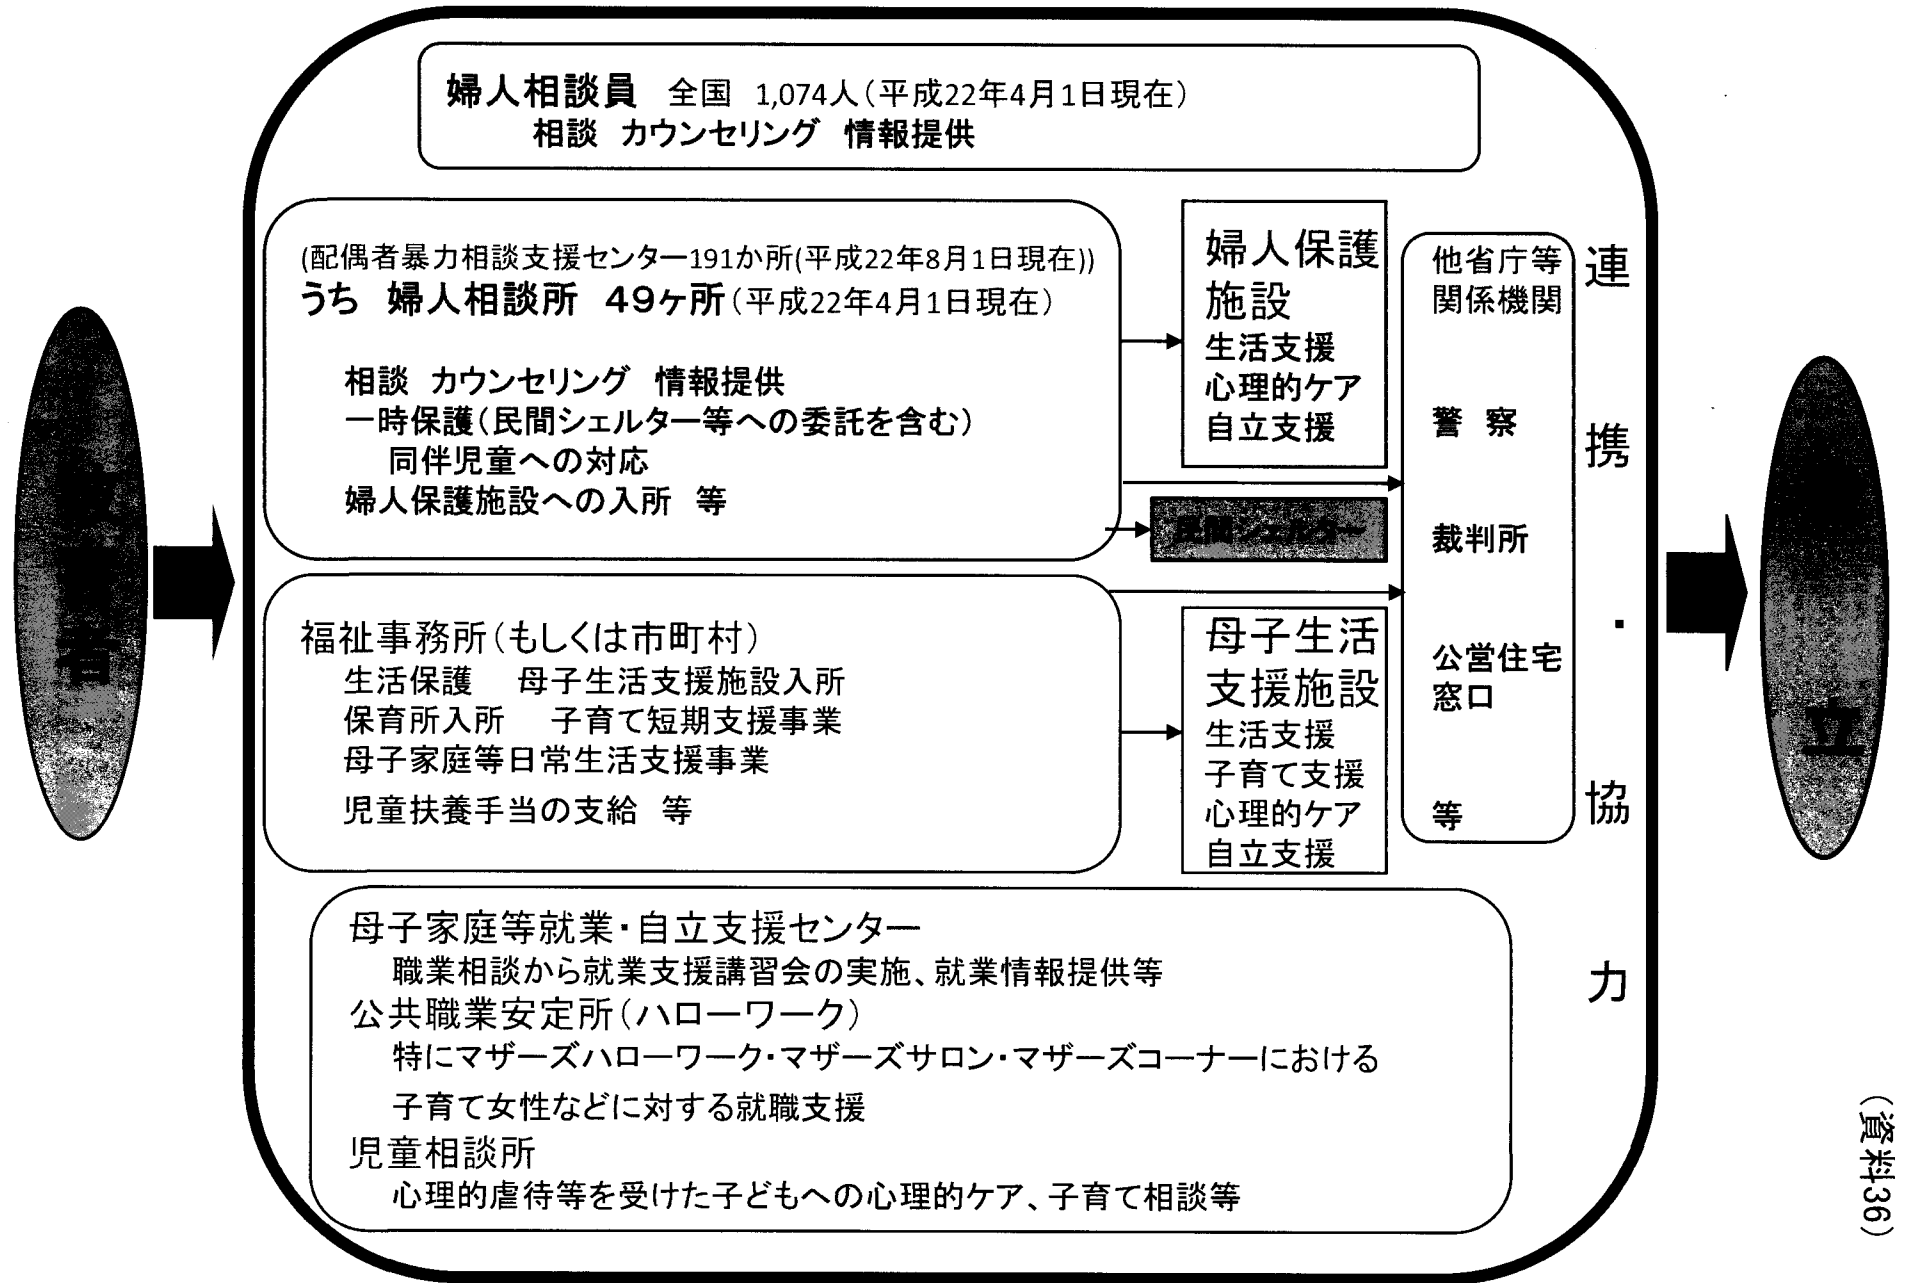 婦人相談員 全国 1,074人(平成22年4月1日現在)
相談 カウンセリング 情報提供
(配偶者暴力相談支援センター191か所(平成22年8月1日現在))
うち 婦人相談所 49ヶ所(平成22年4月1日現在)
相談 カウンセリング 情報提供
一時保護(民間シェルター等への委託を含む)
同伴児童への対応
婦人保護施設への入所 等
婦人保護
施設
生活支援
心理的ケア
自立支援
民間シェルター
福祉事務所(もしくは市町村)
生活保護 母子生活支援施設入所
保育所入所 子育て短期支援事業
母子家庭等日常生活支援事業
児童扶養手当の支給 等
母子生活
支援施設
生活支援
子育て支援
心理的ケア
自立支援
他省庁等
関係機関
警 察
裁判所
公営住宅
窓口
等
連携・協力
母子家庭等就業・自立支援センター
職業相談から就業支援講習会の実施、就業情報提供等
公共職業安定所(ハローワーク)
特にマザーズハローワーク・マザーズサロン・マザーズコーナーにおける
子育て女性などに対する就職支援
児童相談所
心理的虐待等を受けた子どもへの心理的ケア、子育て相談等
者
立
(資料36)